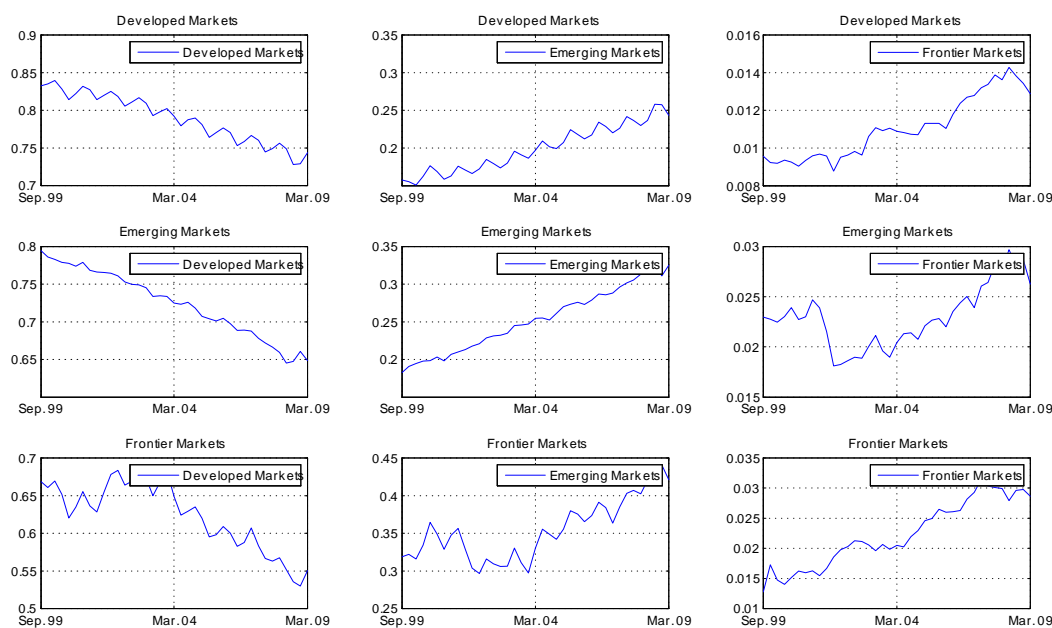 Developed Markets
0.9
0.85
0.8
0.75
0.7
Sep.99
Mar.04
Mar.09
Developed Markets
Developed Markets
0.35
0.3
0.25
0.2
Sep.99
Mar.04
Mar.09
Emerging Markets
Developed Markets
0.016
0.014
0.012
0.01
0.008
Sep.99
Mar.04
Mar.09
Frontier Markets
Emerging Markets
0.8
0.75
0.7
0.65
Sep.99
Mar.04
Mar.09
Developed Markets
Emerging Markets
0.35
0.3
0.25
0.2
Sep.99
Mar.04
Mar.09
Emerging Markets
Emerging Markets
0.03
0.025
0.02
0.015
Sep.99
Mar.04
Mar.09
Frontier Markets
Frontier Markets
0.7
0.65
0.6
0.55
0.5
Sep.99
Mar.04
Mar.09
Developed Markets
Frontier Markets
0.45
0.4
0.35
0.3
0.25
Sep.99
Mar.04
Mar.09
Emerging Markets
Frontier Markets
0.035
0.03
0.025
0.02
0.015
0.01
Sep.99
Mar.04
Mar.09
Frontier Markets